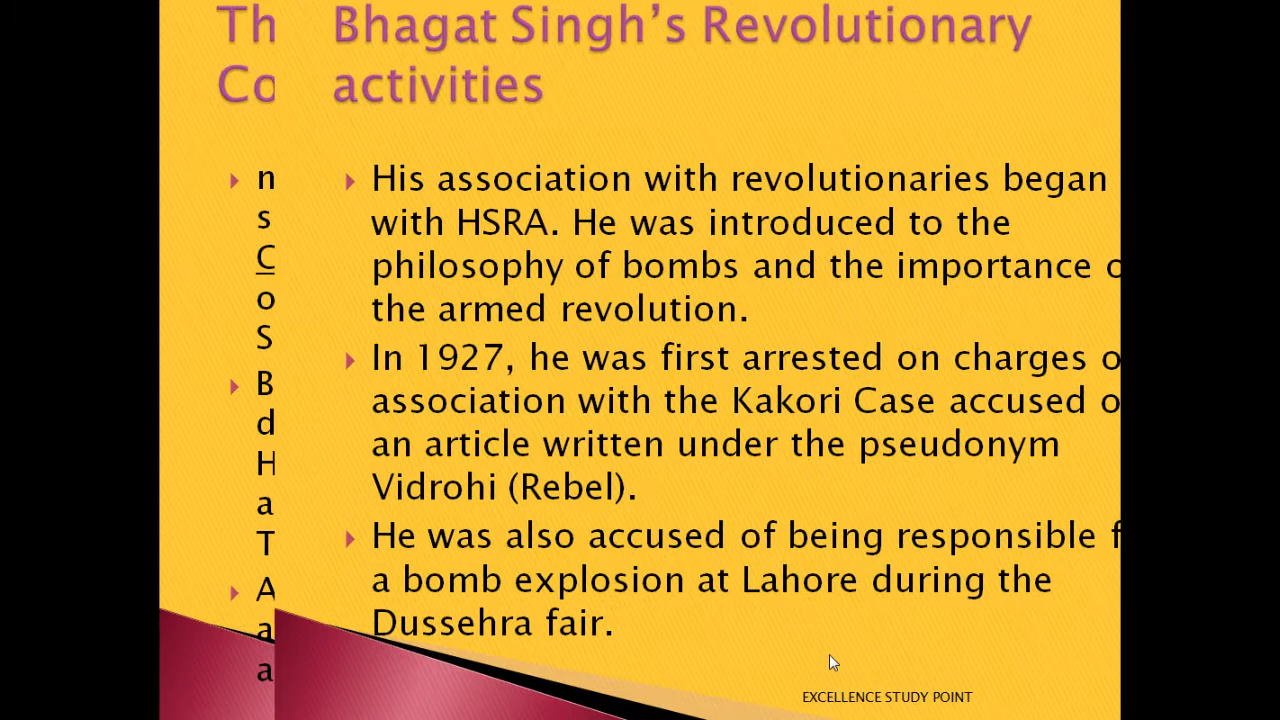 Bhagat Singh's Revolutionary
activities
His association with revolutionaries began
with HSRA. He was introduced to the
philosophy of bombs and the importance
the armed revolution.
In 1927, he was first arrested on charges
association with the Kakori Case accused
an article written under the pseudonym
Vidrohi (Rebel).
He was also accused of being responsible
a bomb explosion at Lahore during the
Dussehra fair.
EXCELLENCE STUDY POINT